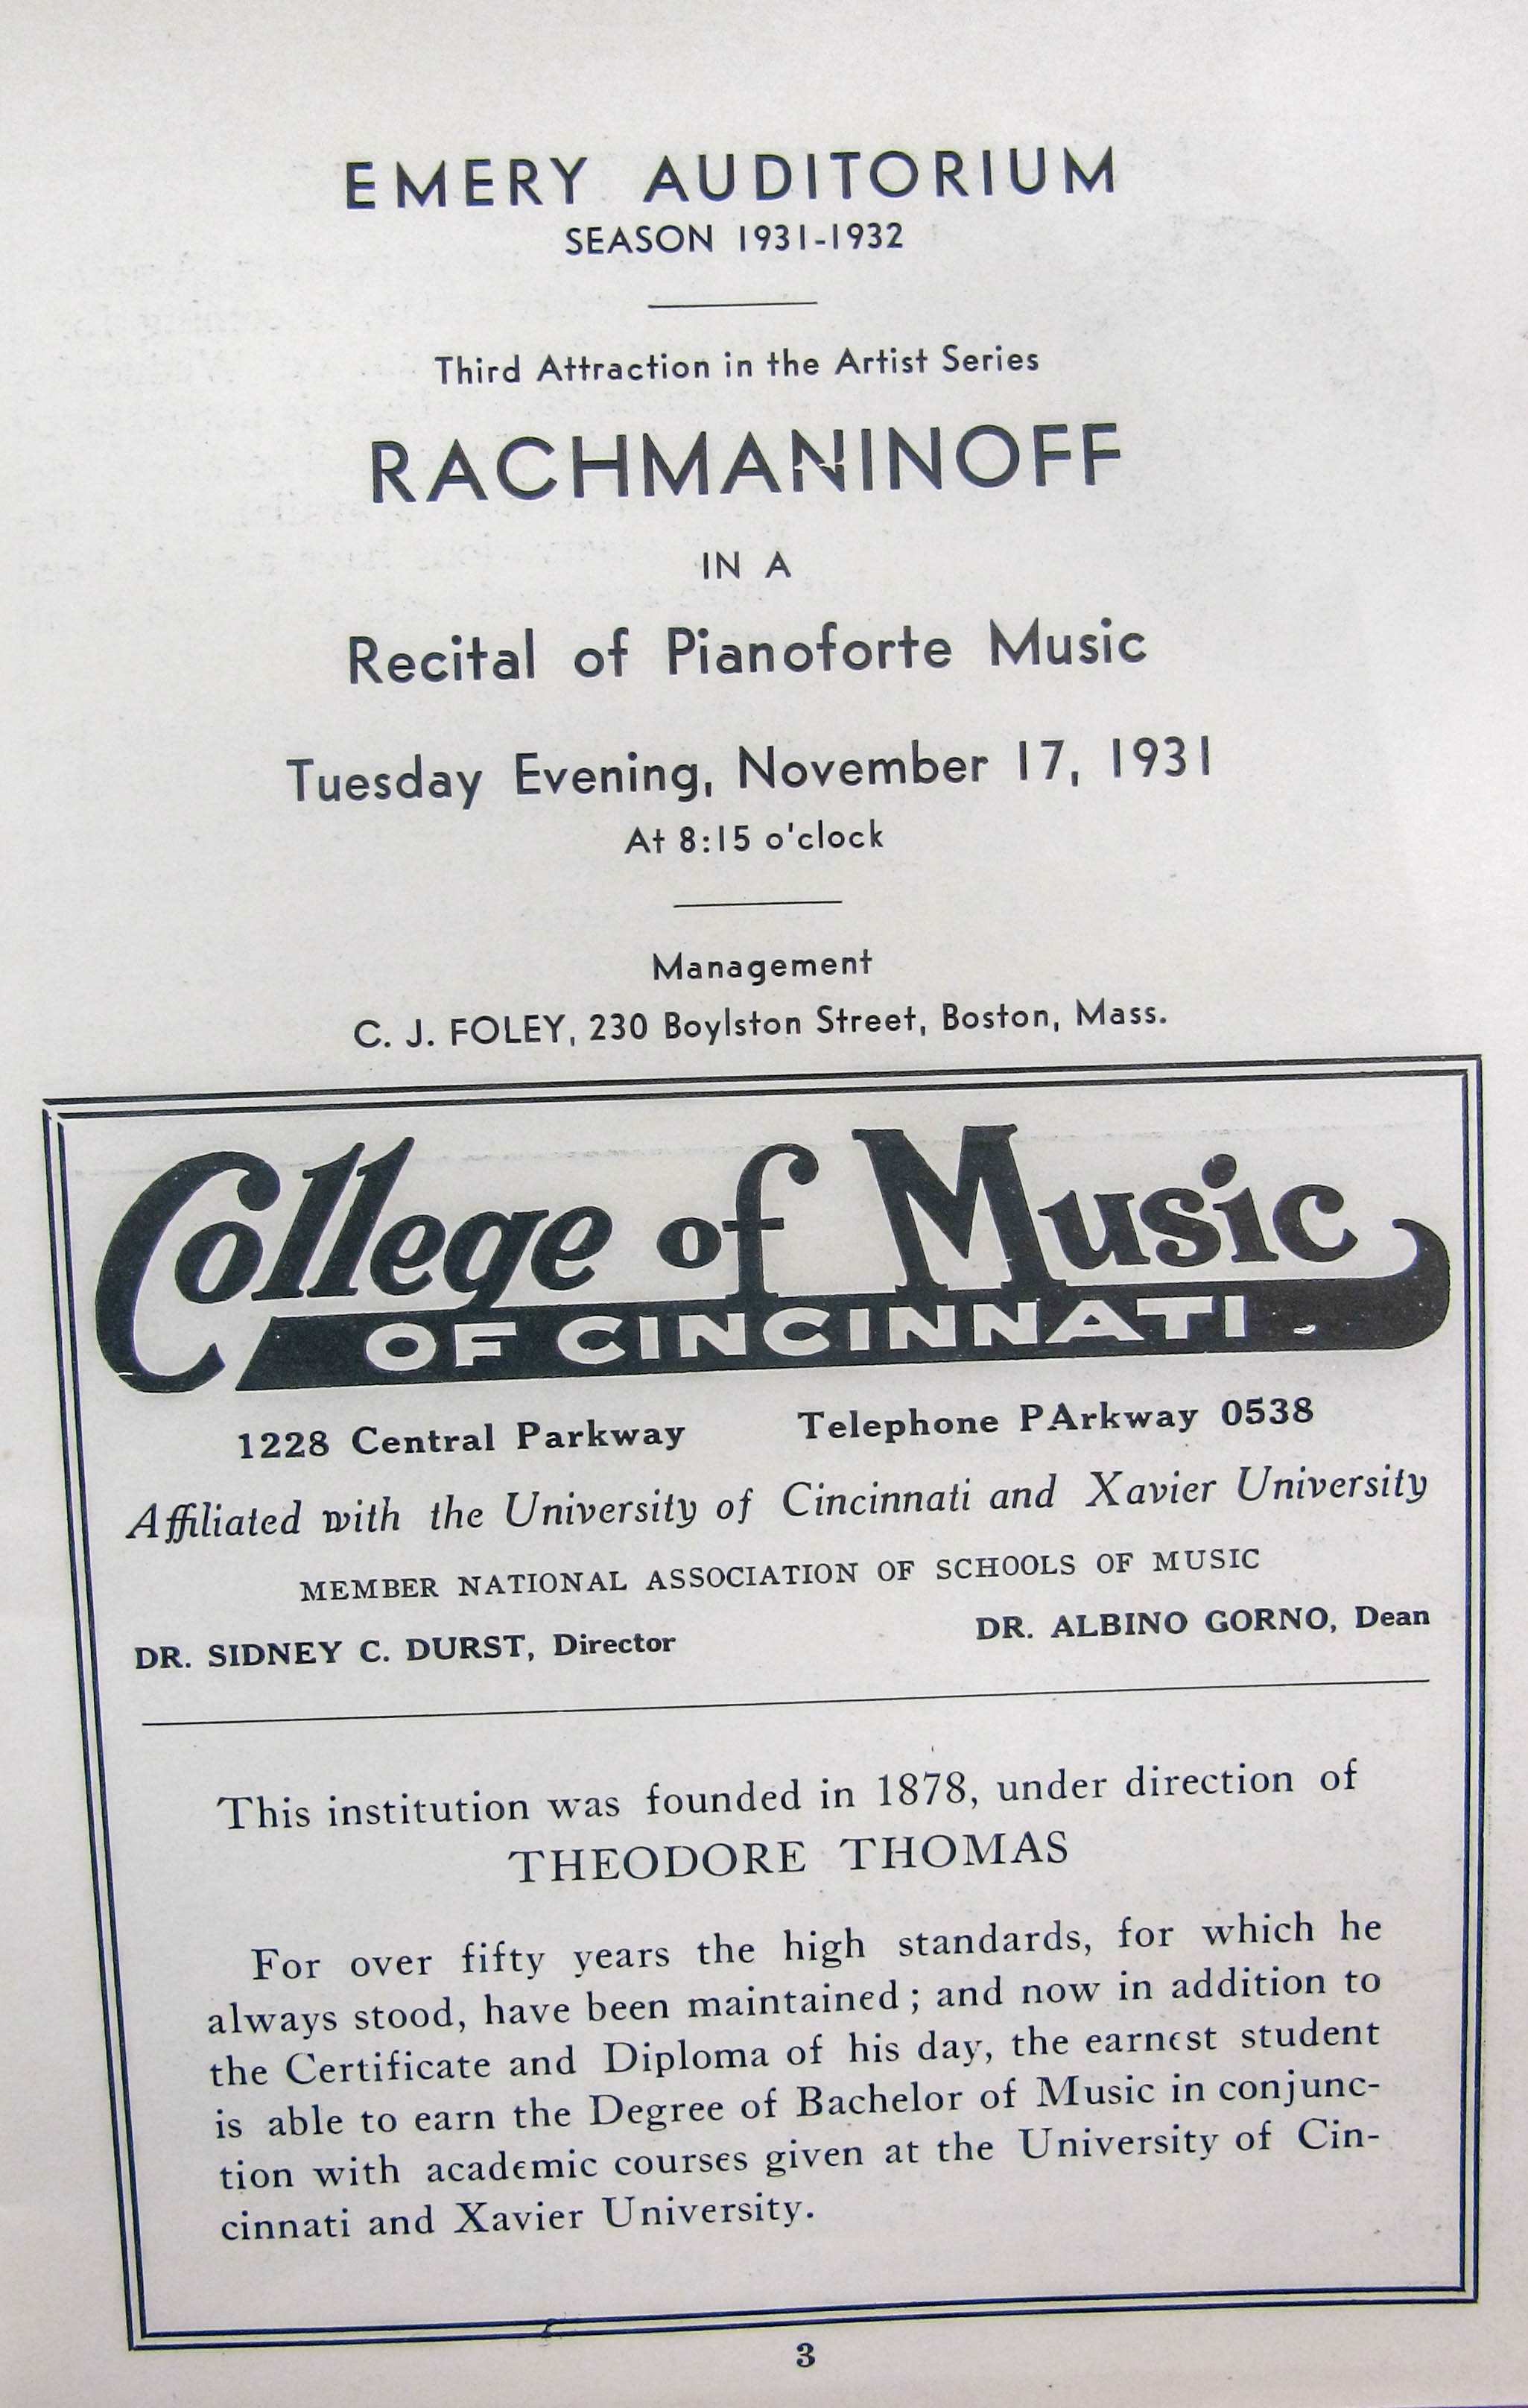 EMERY AUDITORIUM
SEASON 1931-1932
Third Attraction in the Artist Series
RACHMANINOFF
IN A
Recital of Pianoforte Music
Tuesday Evening, November 17, 1931
At 8:15 o'clock
Management
C. J. FOLEY, 230 Boylston Street, Boston, Mass.
College of Music
OF CINCINNATI
1228 Central Parkway Telephone PArkway 0538
Affiliated with the University of Cincinnati and Xavier University
MEMBER NATIONAL ASSOCIATION OF SCHOOLS OF MUSIC
DR. SIDNEY C. DURST, Director DR. ALBINO GORNO, Dean
This institution was founded in 1878, under direction of
THEODORE THOMAS
For over fifty years the high standards, for which he
always stood, have been maintained; and now in addition to
the Certificate and Diploma of his day, the earnest student
is able to earn the Degree of Bachelor of Music in conjunc-
tion with academic courses given at the University of Cin-
cinnati and Xavier University.
3